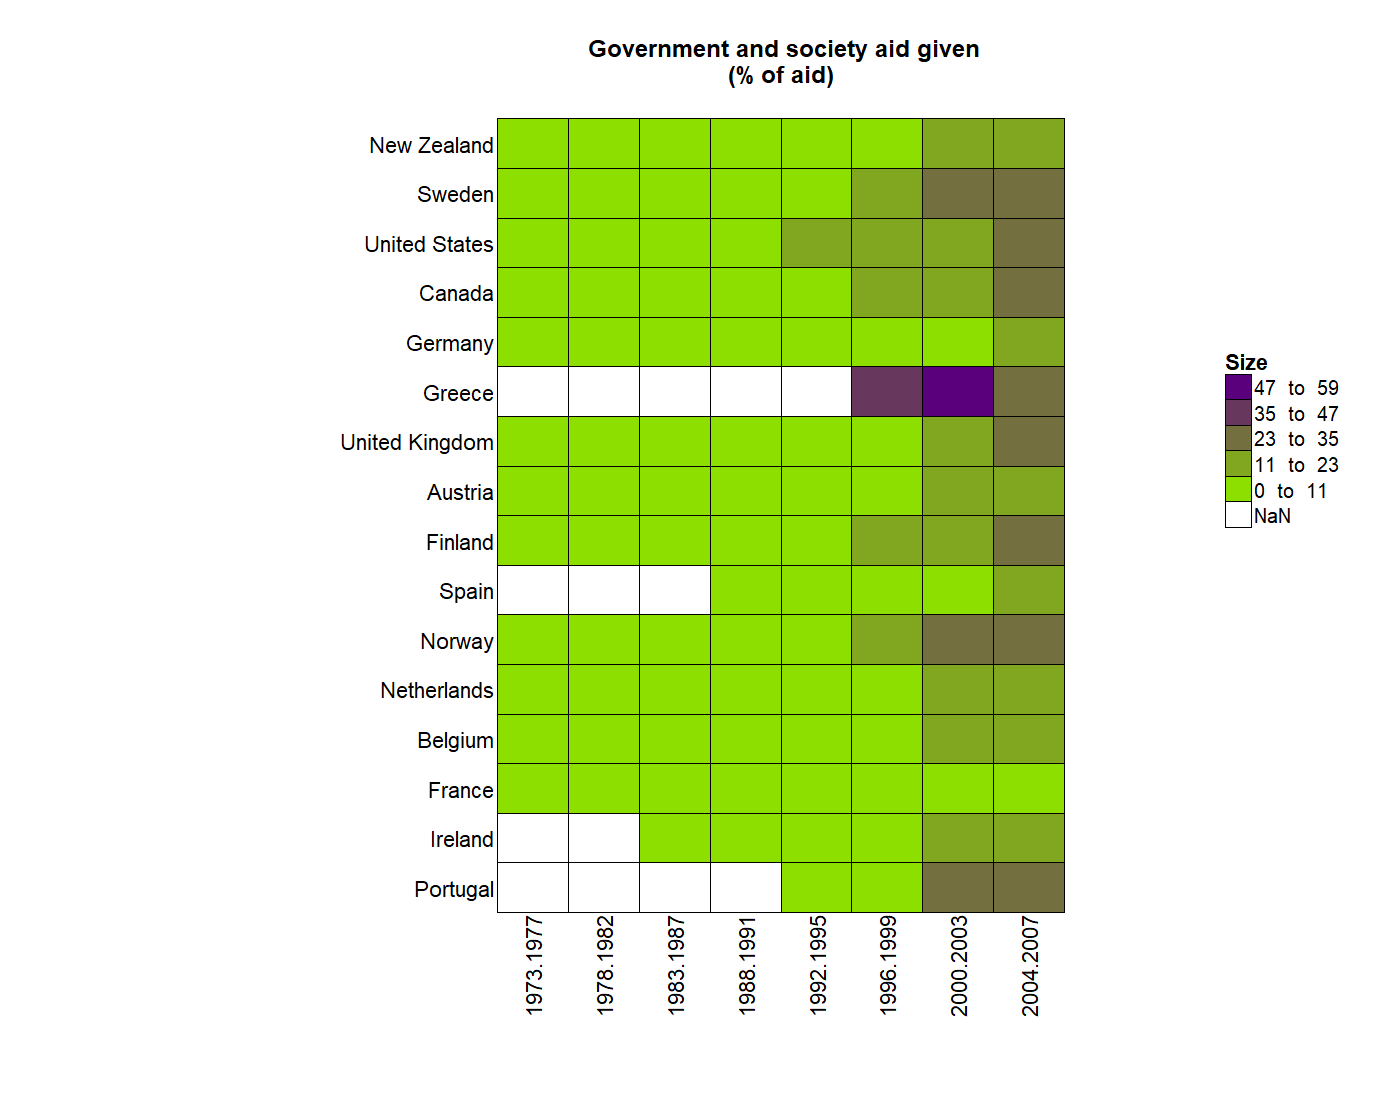 Government and society aid given
(% of aid)
New Zealand
Sweden
United States
Canada
Germany
Greece
United Kingdom
Austria
Finland
Spain
Norway
Netherlands
Belgium
France
Ireland
Portugal
1973.1977
1978.1982
1983.1987
1988.1991
1992.1995
1996.1999
2000.2003
2004.2007
Size
47 to 59
35 to 47
23 to 35
11 to 23
0 to 11
NaN